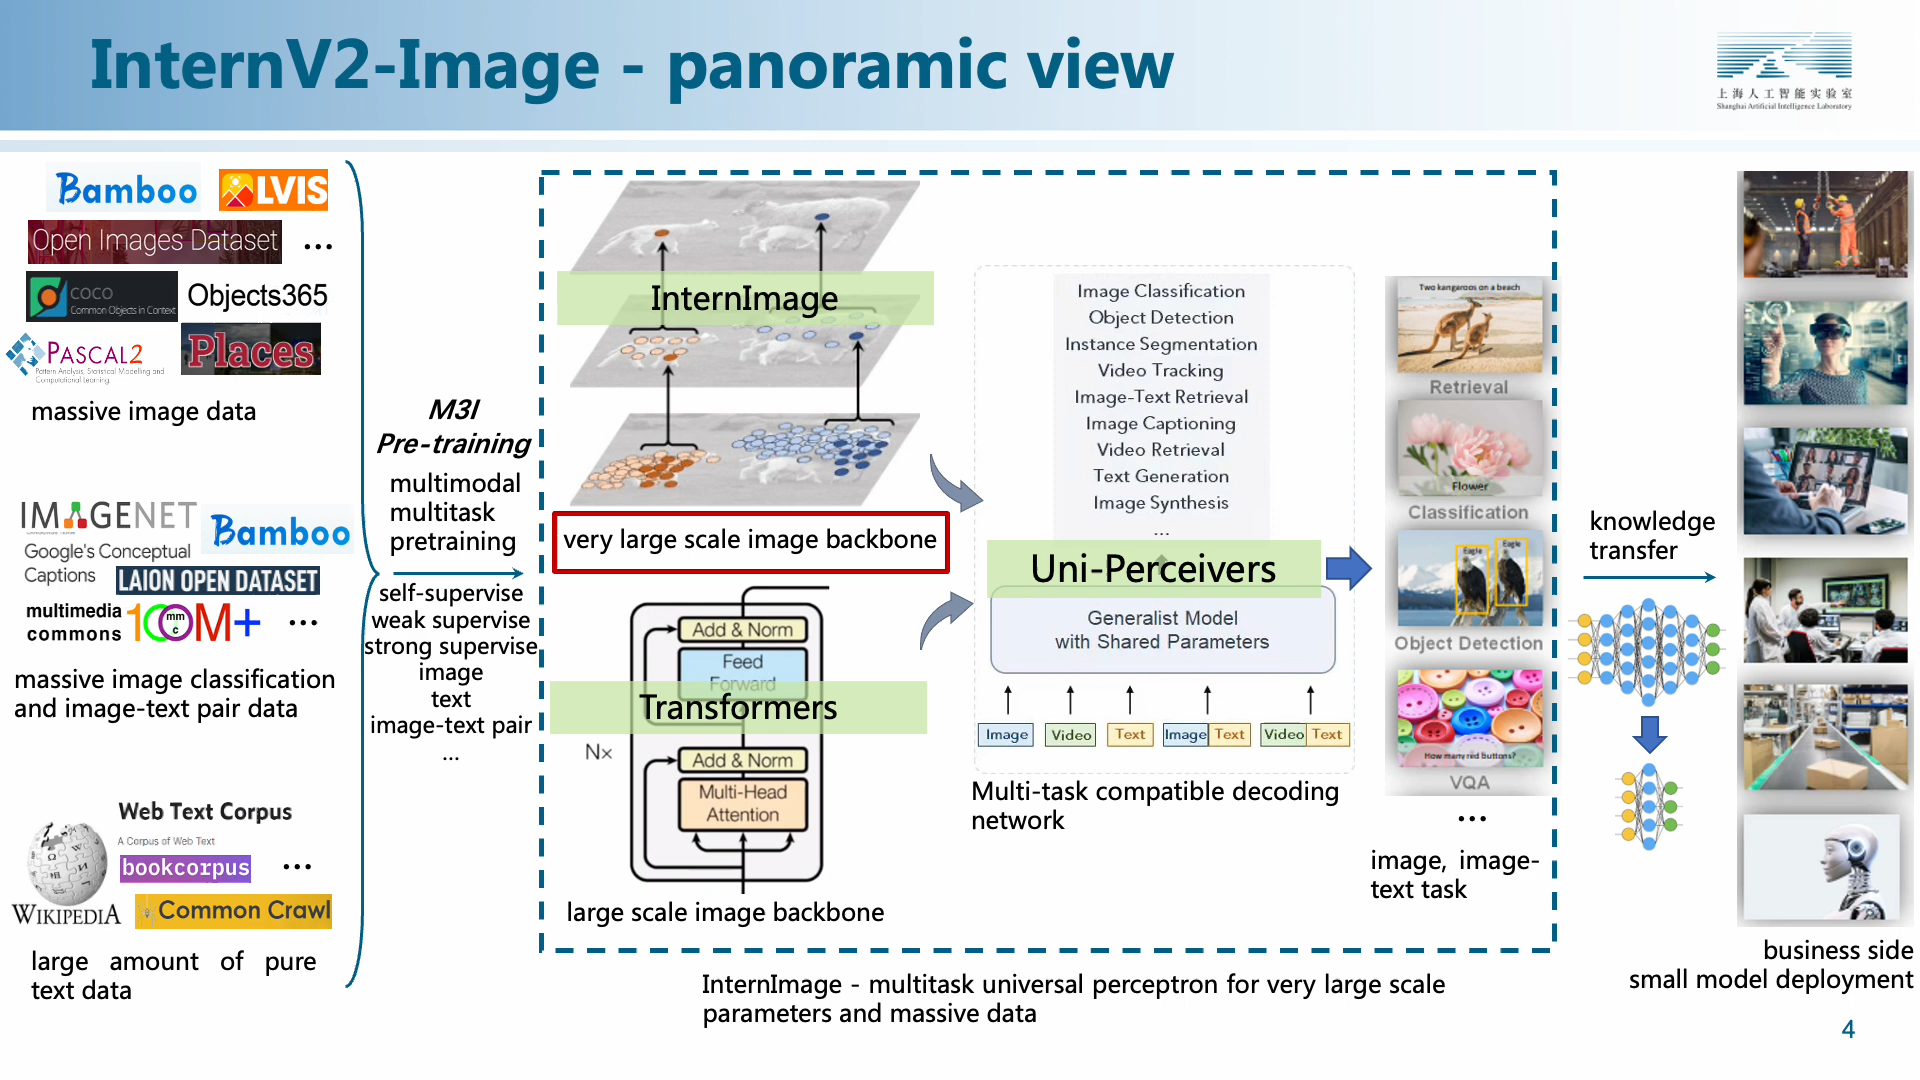 InternV2-Image - panoramic view
上海人工智能实验室
Shanghai Artificial Intelligence Laboratory
Bamboo
LVIS
Open Images Dataset
...
COCO
Common Objects in Context
Objects365
PASCAL2
Pattern Analysis, Statistical Modelling and
Computational Learning
Places
massive image data
IMAGENET
Bamboo
Google's Conceptual
Captions
LAION OPEN DATASET
multimedia
commons
100M+
mm
c
...
massive image classification
and image-text pair data
Web Text Corpus
A Corpus of Web Text
bookcorpus
...
WIKIPEDIA
Common Crawl
large amount of pure
text data
M3I
Pre-training
multimodal
multitask
pretraining
self-supervise
weak supervise
strong supervise
image
text
image-text pair
...
InternImage
very large scale image backbone
Add & Norm
Feed
Forward
Transformers
N×
Add & Norm
Multi-Head
Attention
large scale image backbone
Image Classification
Object Detection
Instance Segmentation
Video Tracking
Image-Text Retrieval
Image Captioning
Video Retrieval
Text Generation
Image Synthesis
...
Uni-Perceivers
Generalist Model
with Shared Parameters
Image
Video
Text
Image Text
Video Text
Multi-task compatible decoding
network
Two kangaroos on a beach
Retrieval
Flower
Classification
Eagle
Eagle
Object Detection
How many red buttons?
VQA
...
image, image-
text task
knowledge
transfer
business side
small model deployment
InternImage - multitask universal perceptron for very large scale
parameters and massive data
4